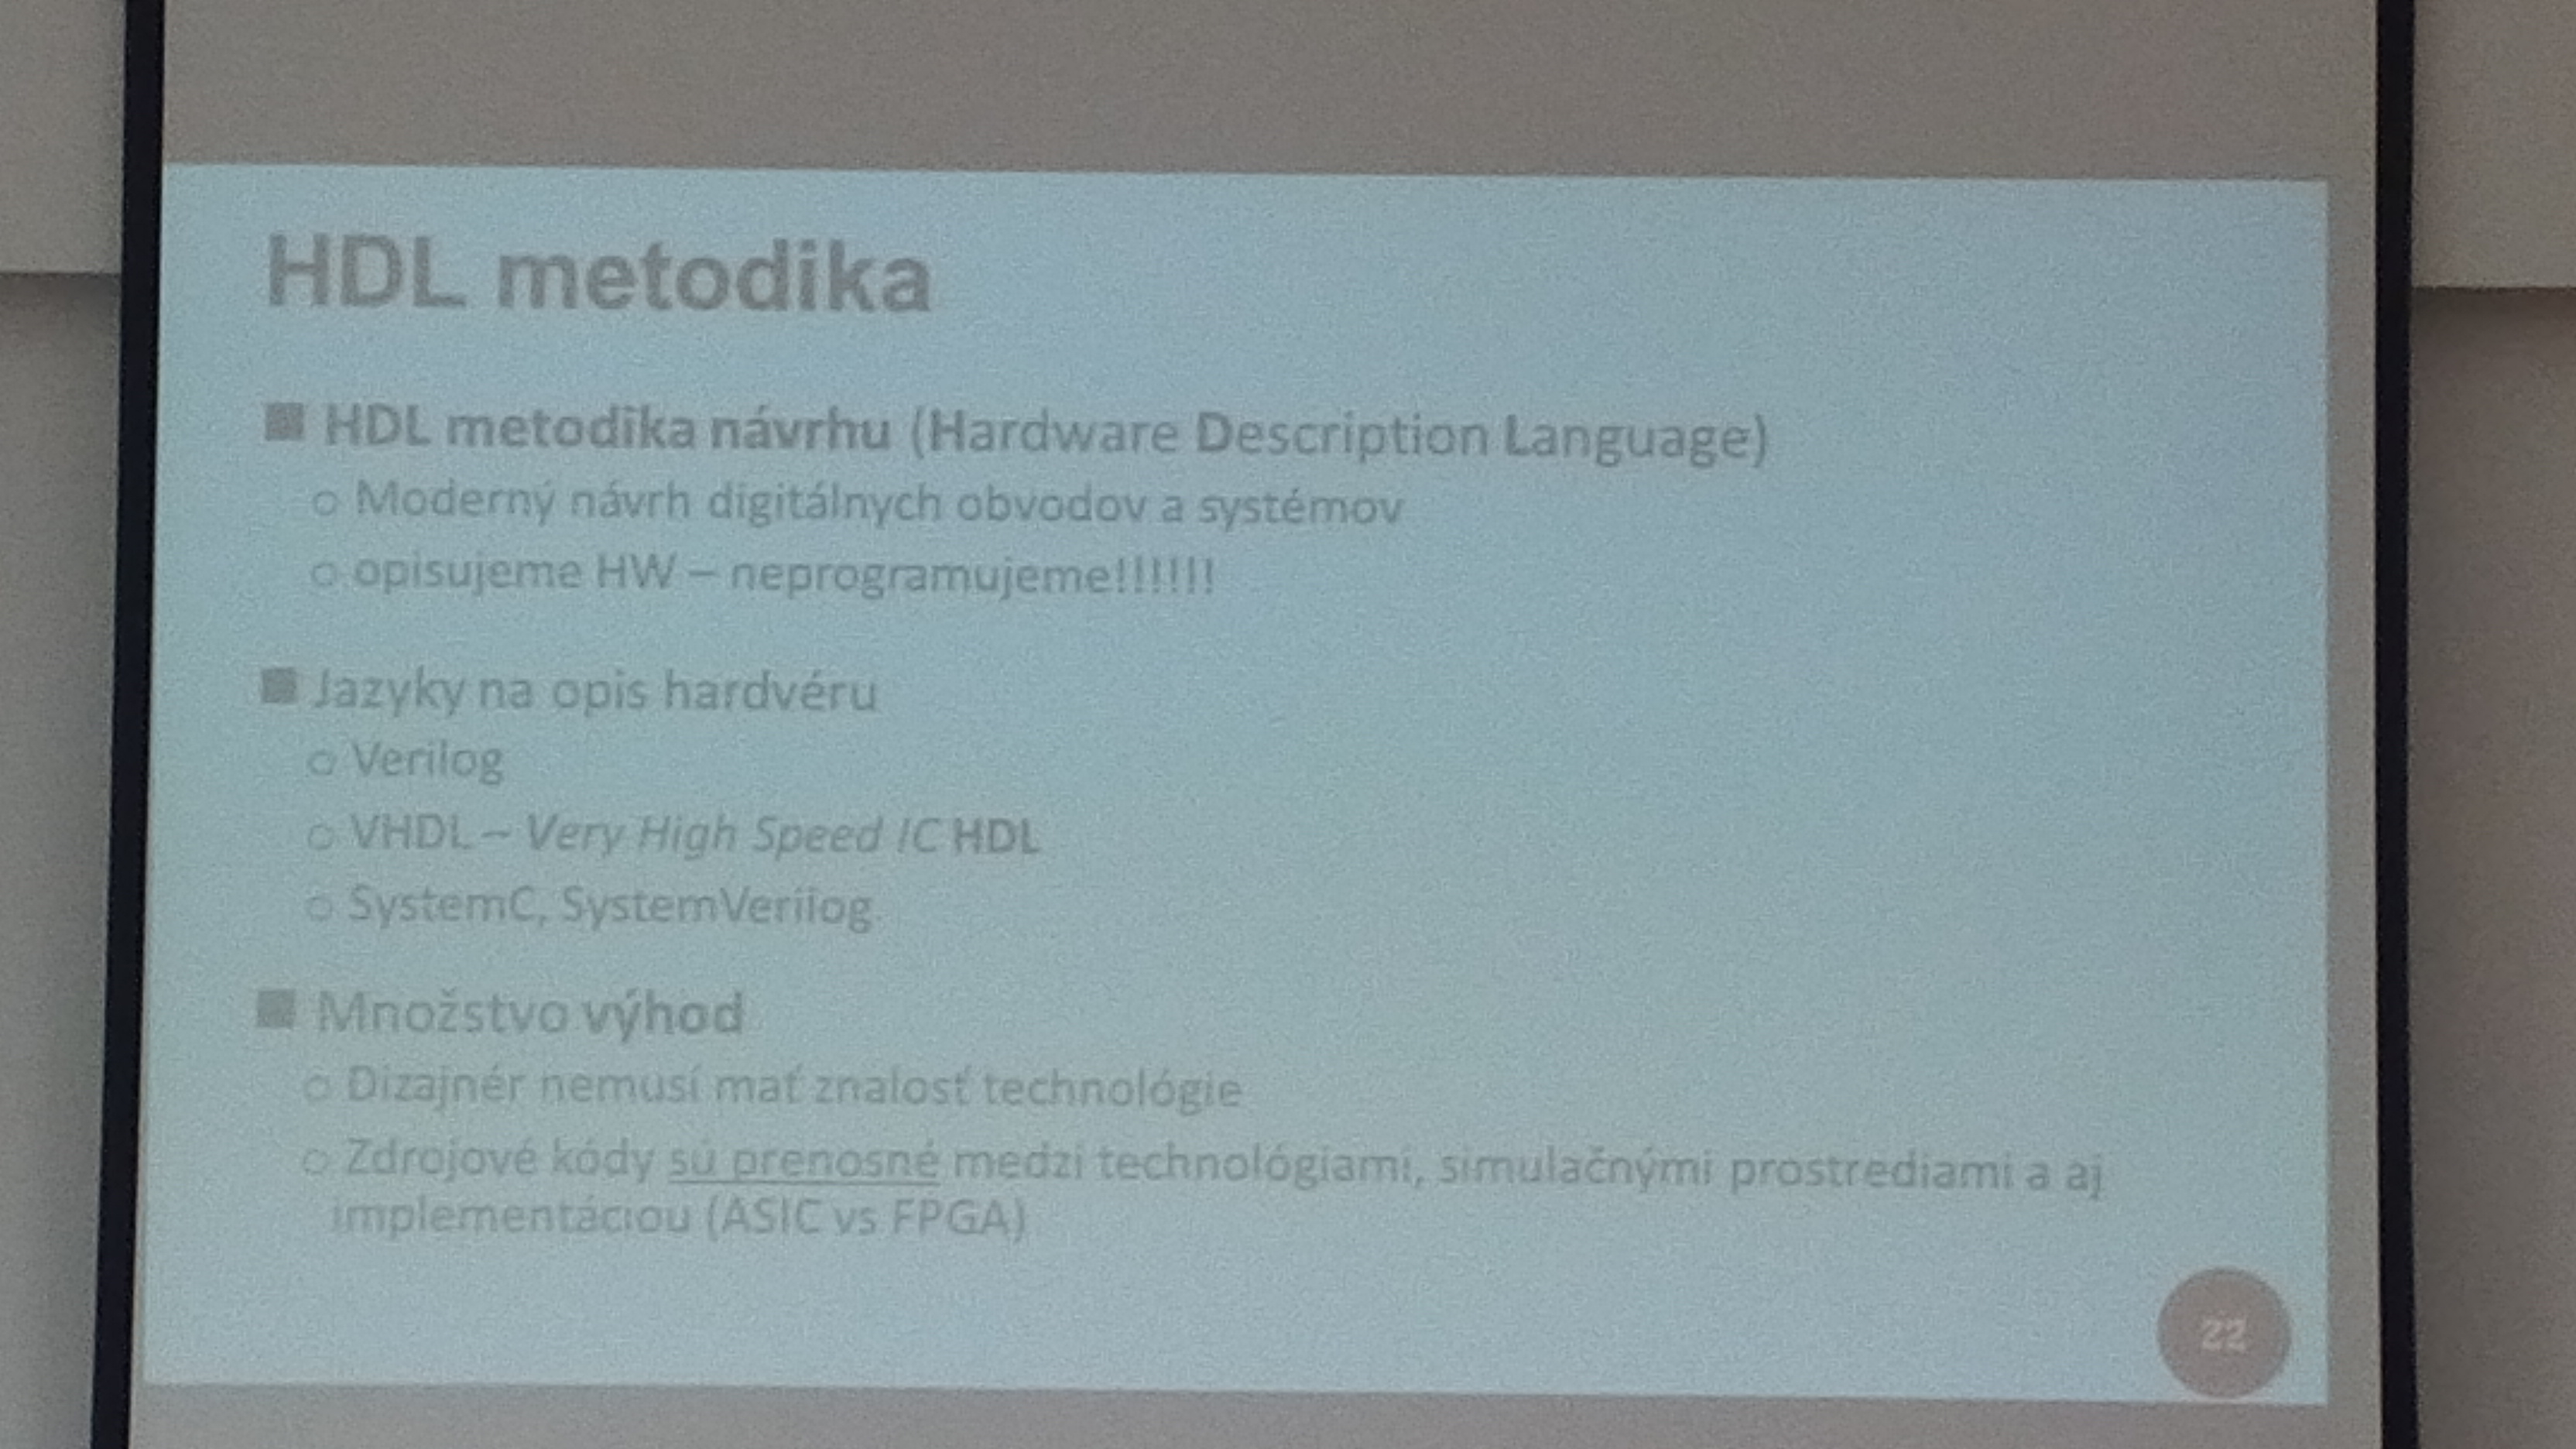 HDL metodika
HDL metodika návrhu (Hardware Description Language)
Moderný návrh digitálnych obvodov a systémov
opisujeme HW – neprogramujeme!!!!!!!
Jazyky na opis hardvéru
Verilog
VHDL – Very High Speed IC HDL
SystemC, SystemVerilog
Množstvo výhod
Dizajnér nemusí mať znalosť technológie
Zdrojové kódy sú prenosné medzi technológiami, simulačnými prostrediami a aj
implementáciou (ASIC vs FPGA)
22